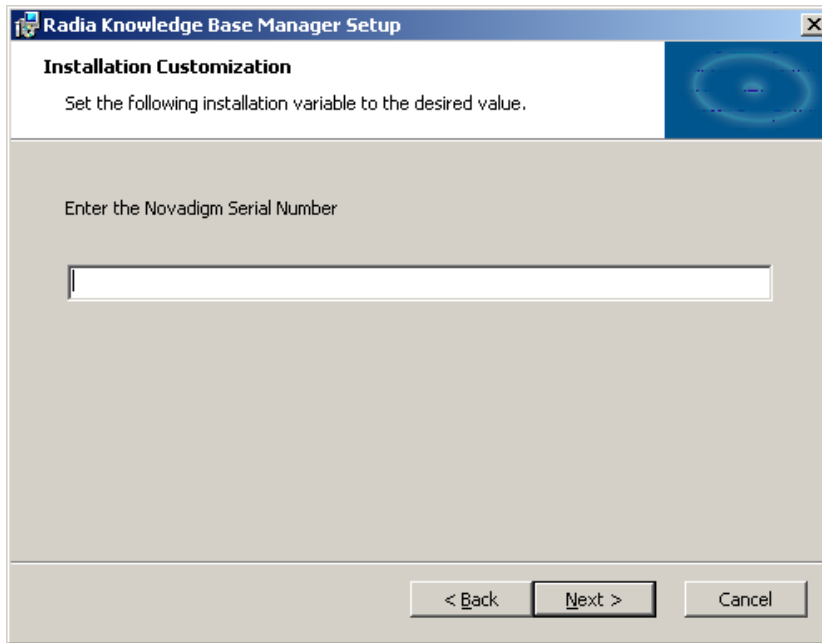 Radia Knowledge Base Manager Setup
Installation Customization
Set the following installation variable to the desired value.
Enter the Novadigm Serial Number
< Back Next > Cancel